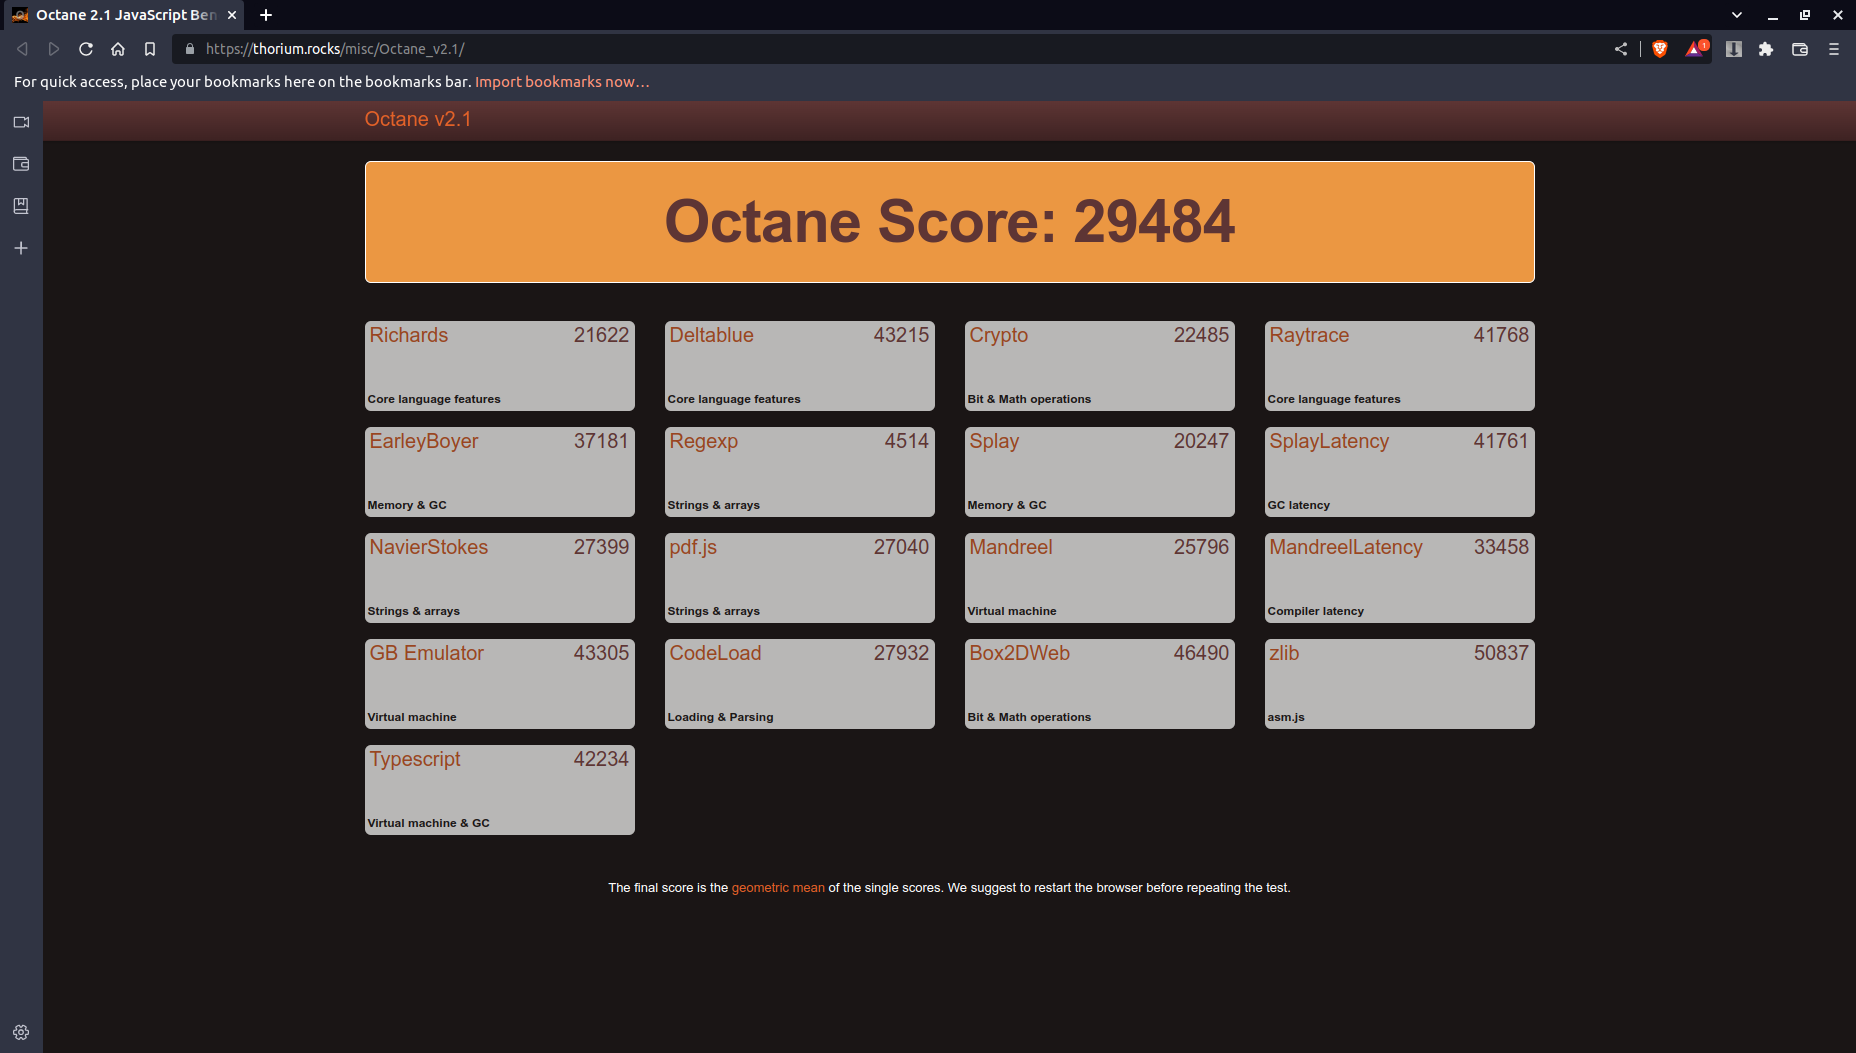 Octane 2.1 JavaScript Ben
https://thorium.rocks/misc/Octane_v2.1/
1
For quick access, place your bookmarks here on the bookmarks bar. Import bookmarks now...
Octane v2.1
Octane Score: 29484
Richards 21622
Core language features
Deltablue 43215
Core language features
Crypto 22485
Bit & Math operations
Raytrace 41768
Core language features
EarleyBoyer 37181
Memory & GC
Regexp 4514
Strings & arrays
Splay 20247
Memory & GC
SplayLatency 41761
GC latency
NavierStokes 27399
Strings & arrays
pdf.js 27040
Strings & arrays
Mandreel 25796
Virtual machine
MandreelLatency 33458
Compiler latency
GB Emulator 43305
Virtual machine
CodeLoad 27932
Loading & Parsing
Box2DWeb 46490
Bit & Math operations
zlib 50837
asm.js
Typescript 42234
Virtual machine & GC
The final score is the geometric mean of the single scores. We suggest to restart the browser before repeating the test.